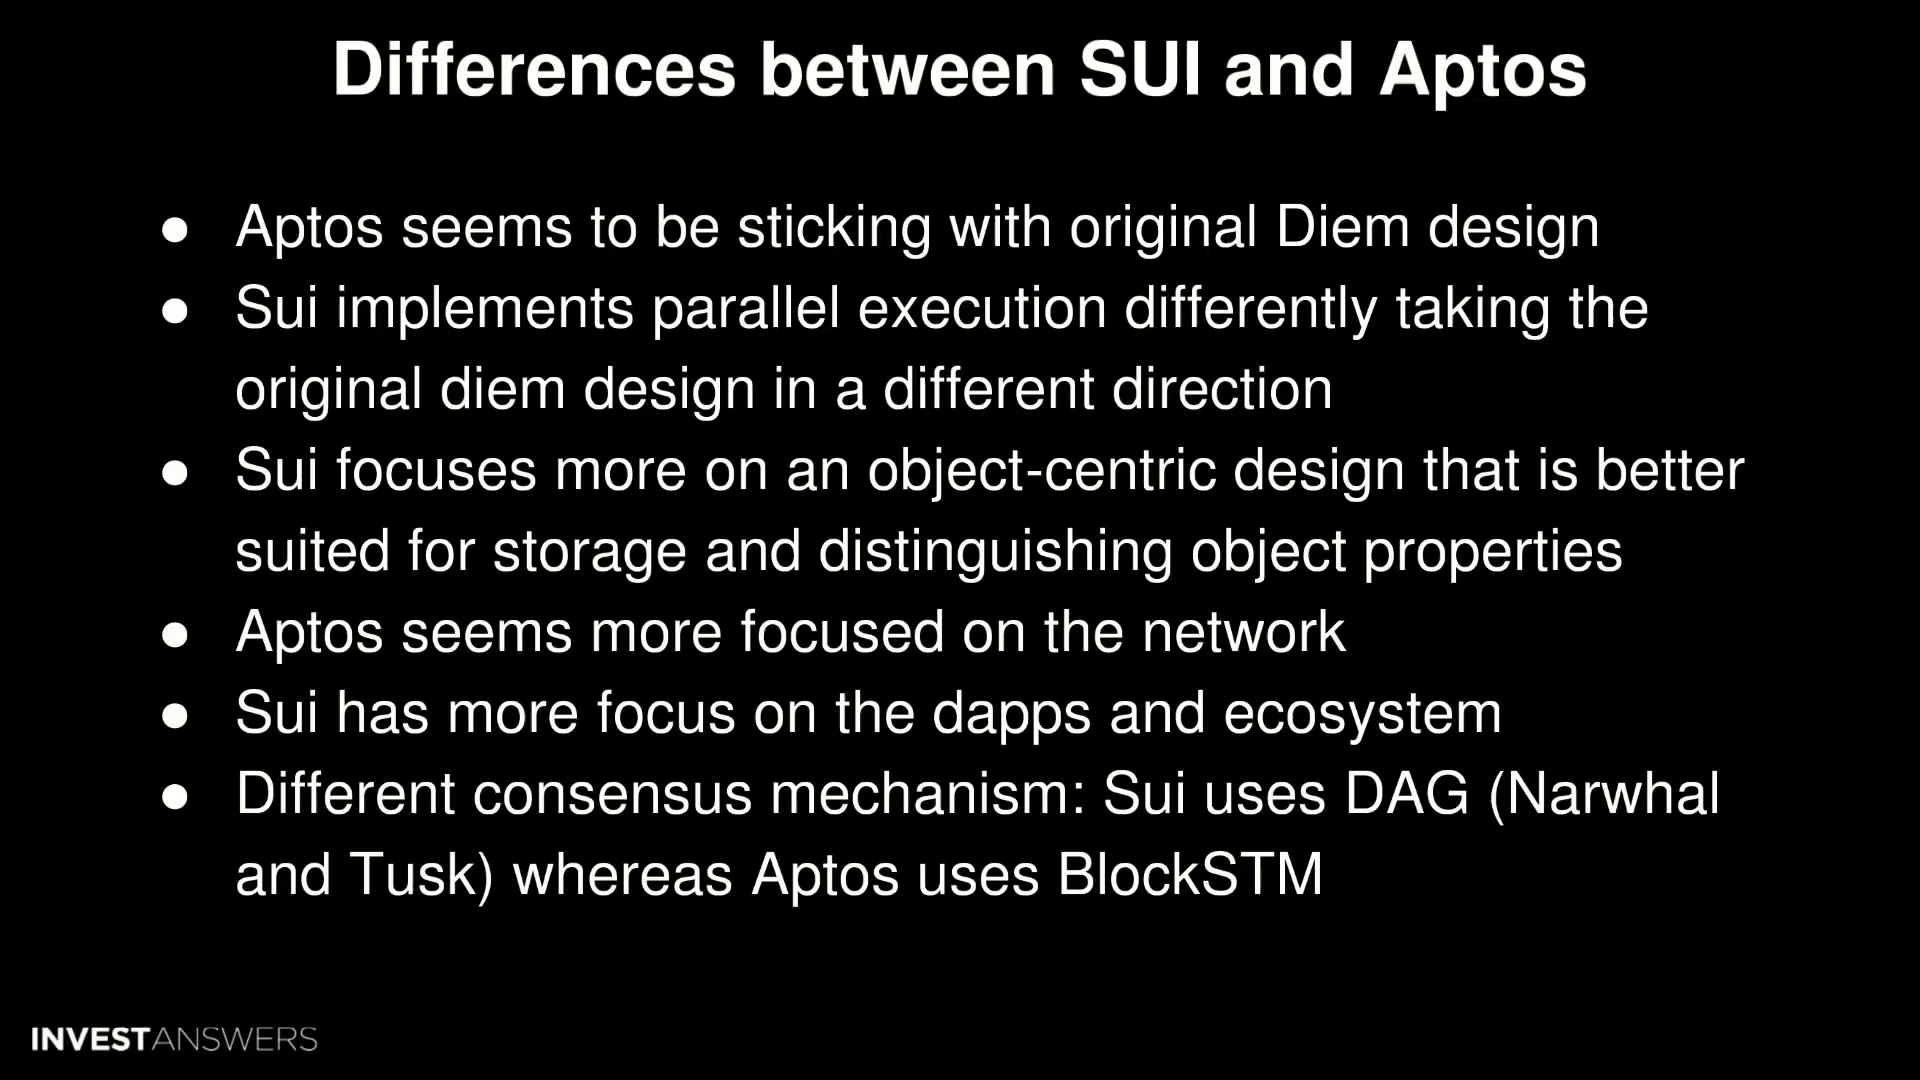 Differences between SUI and Aptos
● Aptos seems to be sticking with original Diem design
● Sui implements parallel execution differently taking the
original diem design in a different direction
● Sui focuses more on an object-centric design that is better
suited for storage and distinguishing object properties
● Aptos seems more focused on the network
● Sui has more focus on the dapps and ecosystem
● Different consensus mechanism: Sui uses DAG (Narwhal
and Tusk) whereas Aptos uses BlockSTM
INVESTANSWERS